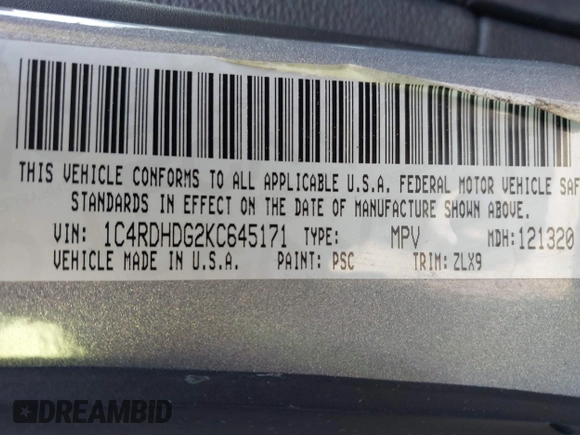 THIS VEHICLE CONFORMS TO ALL APPLICABLE U.S.A. FEDERAL MOTOR VEHICLE SAF
STANDARDS IN EFFECT ON THE DATE OF MANUFACTURE SHOWN ABOVE.
VIN: 1C4RDHDG2KC645171 TYPE: MPV MDH:121320
VEHICLE MADE IN U.S.A. PAINT: PSC TRIM: ZLX9
DREAMBID